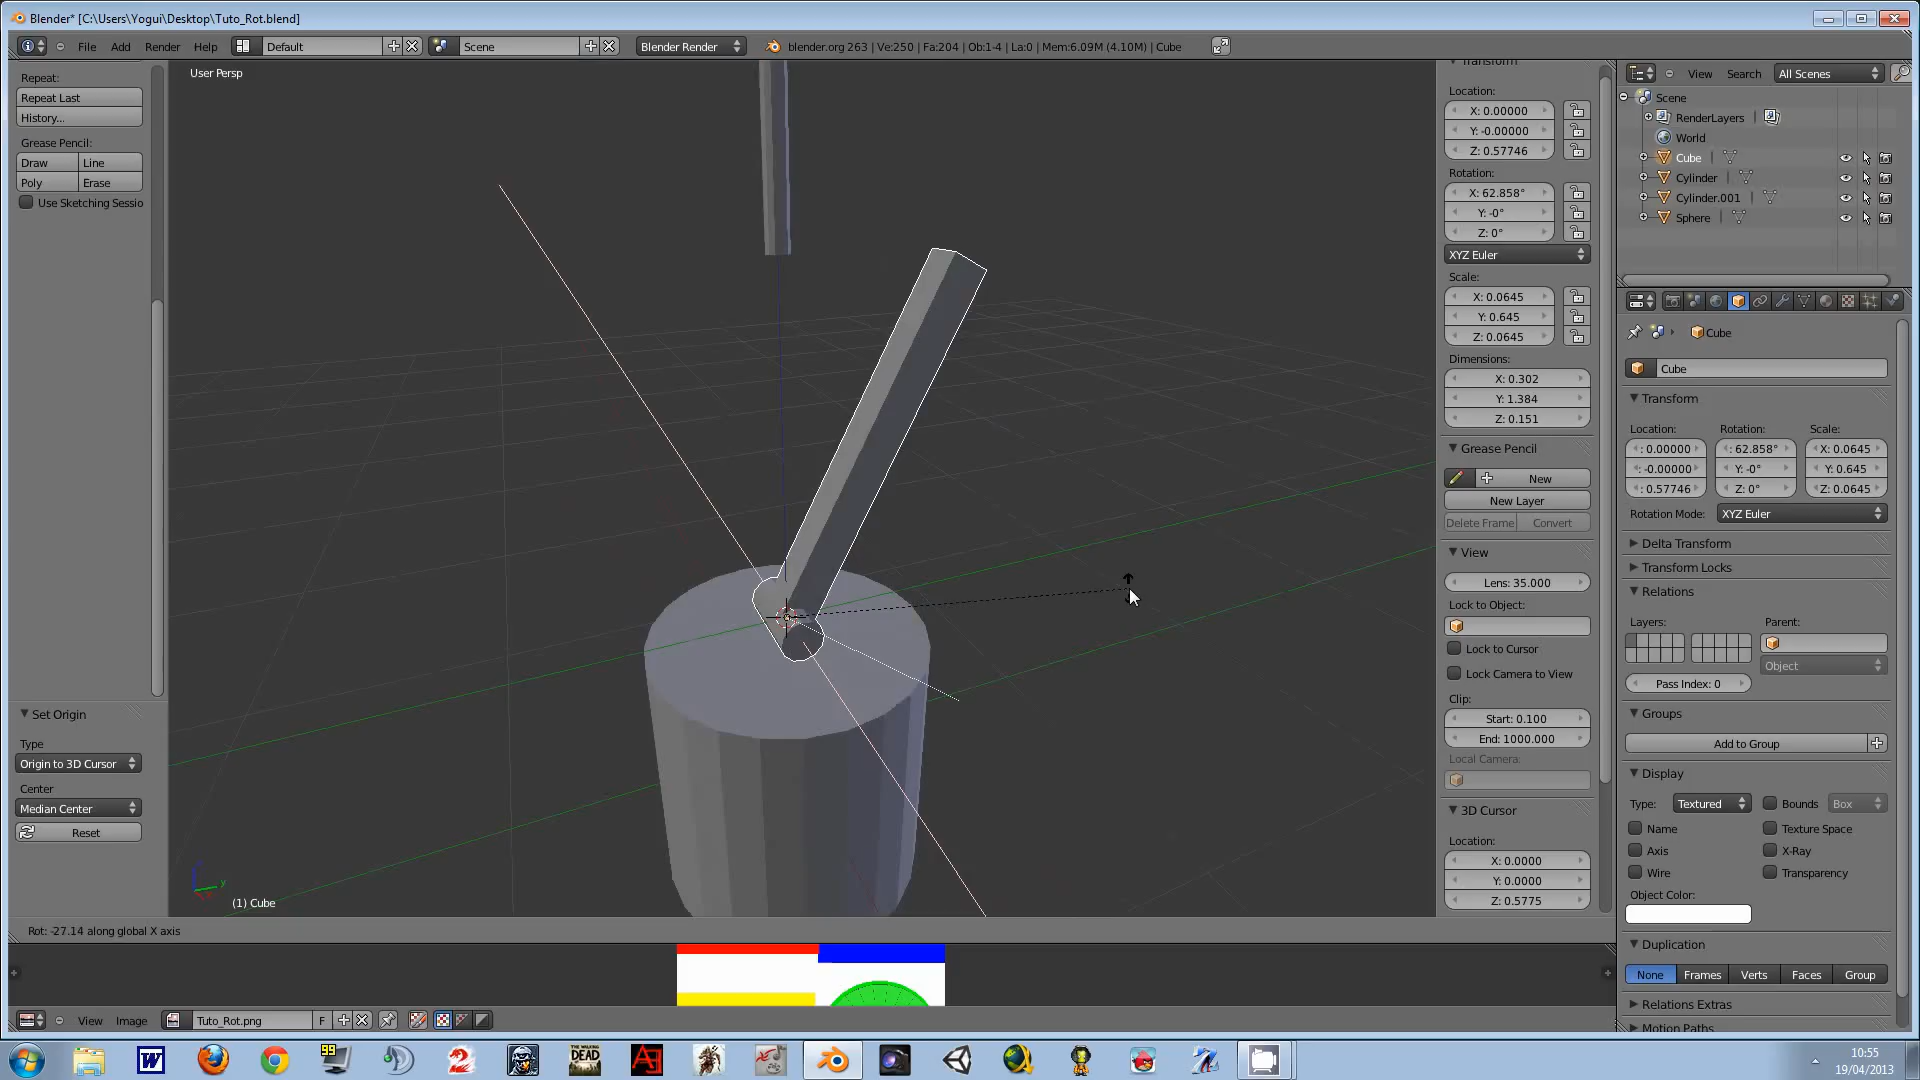 Blender* [C:\Users\Yogui\Desktop\Tuto_Rot.blend]
File Add Render Help Default Scene Blender Render blender.org 263 | Ve:250 | Fa:204 | Ob:1-4 | La:0 | Mem:6.09M (4.10M) | Cube
Repeat:
Repeat Last
History...
Grease Pencil:
Draw Line
Poly Erase
Use Sketching Sessio
Set Origin
Type
Origin to 3D Cursor
Center
Median Center
Reset
User Persp
y
(1) Cube
Rot: -27.14 along global X axis
Transform
Location:
X: 0.00000
Y: -0.00000
Z: 0.57746
Rotation:
X: 62.858°
Y: -0°
Z: 0°
XYZ Euler
Scale:
X: 0.0645
Y: 0.645
Z: 0.0645
Dimensions:
X: 0.302
Y: 1.384
Z: 0.151
Grease Pencil
New
New Layer
Delete Frame Convert
View
Lens: 35.000
Lock to Object:
Lock to Cursor
Lock Camera to View
Clip:
Start: 0.100
End: 1000.000
Local Camera:
3D Cursor
Location:
X: 0.0000
Y: 0.0000
Z: 0.5775
View Search All Scenes
Scene
RenderLayers
World
Cube
Cylinder
Cylinder.001
Sphere
Cube
Cube
Transform
Location: Rotation: Scale:
: 0.00000 : 62.858° X: 0.0645
: -0.00000 Y: -0° Y: 0.645
: 0.57746 Z: 0° Z: 0.0645
Rotation Mode: XYZ Euler
Delta Transform
Transform Locks
Relations
Layers: Parent:
Object
Pass Index: 0
Groups
Add to Group
Display
Type: Textured Bounds Box
Name Texture Space
Axis X-Ray
Wire Transparency
Object Color:
Duplication
None Frames Verts Faces Group
Relations Extras
Motion Paths
View Image Tuto_Rot.png F
W 99 2 THE WALKING DEAD
10:55
19/04/2013